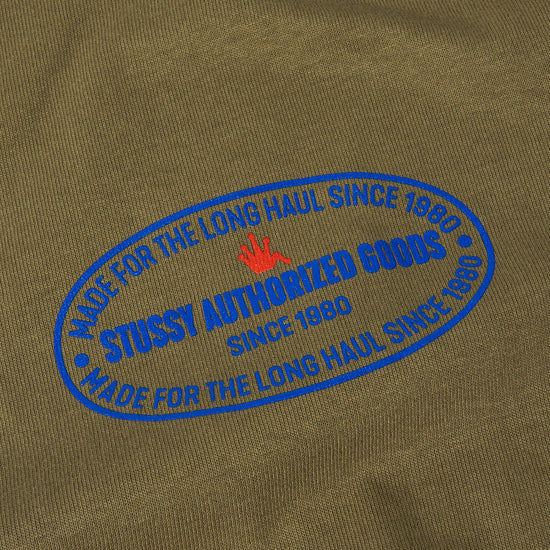 MADE FOR THE LONG HAUL SINCE 1980
STUSSY AUTHORIZED GOODS
SINCE 1980
MADE FOR THE LONG HAUL SINCE 1980